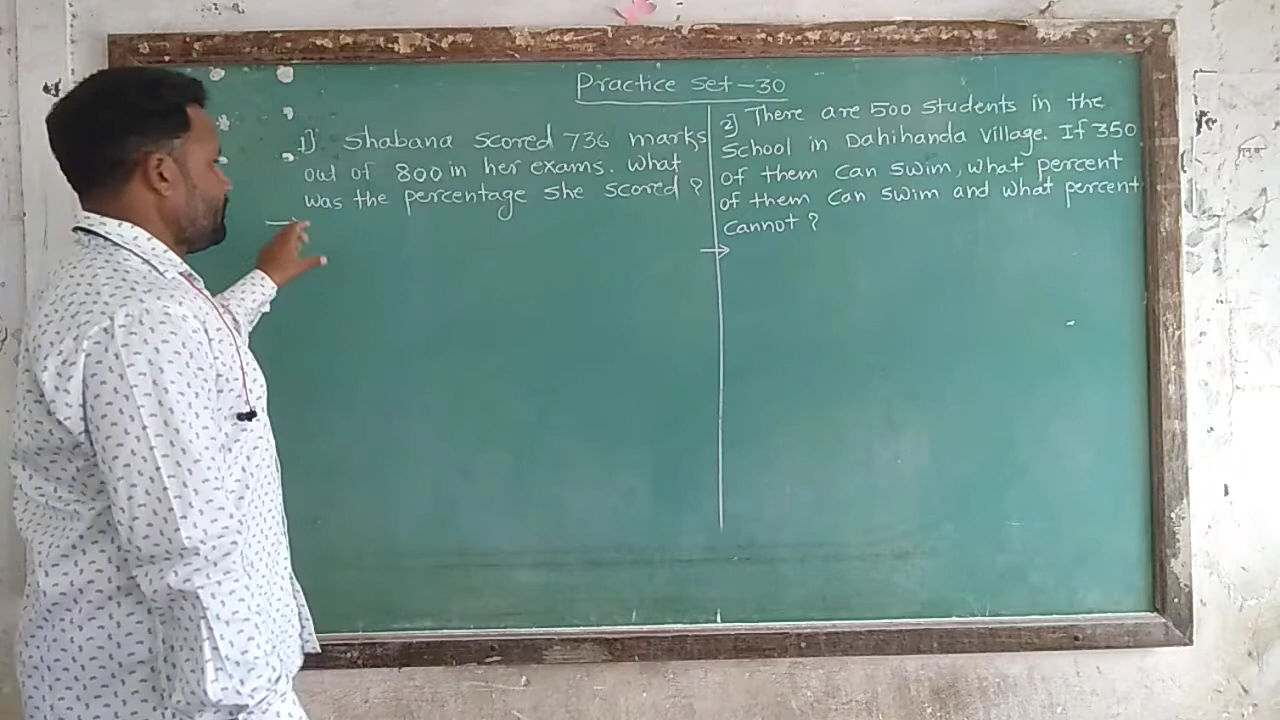 Practice Set-30
1] Shabana scored 736 marks
out of 800 in her exams. What
was the percentage she scored ?
2] There are 500 students in the
School in Dahihanda Village. If 350
of them can swim, what percent
of them can swim and what percent
cannot ?